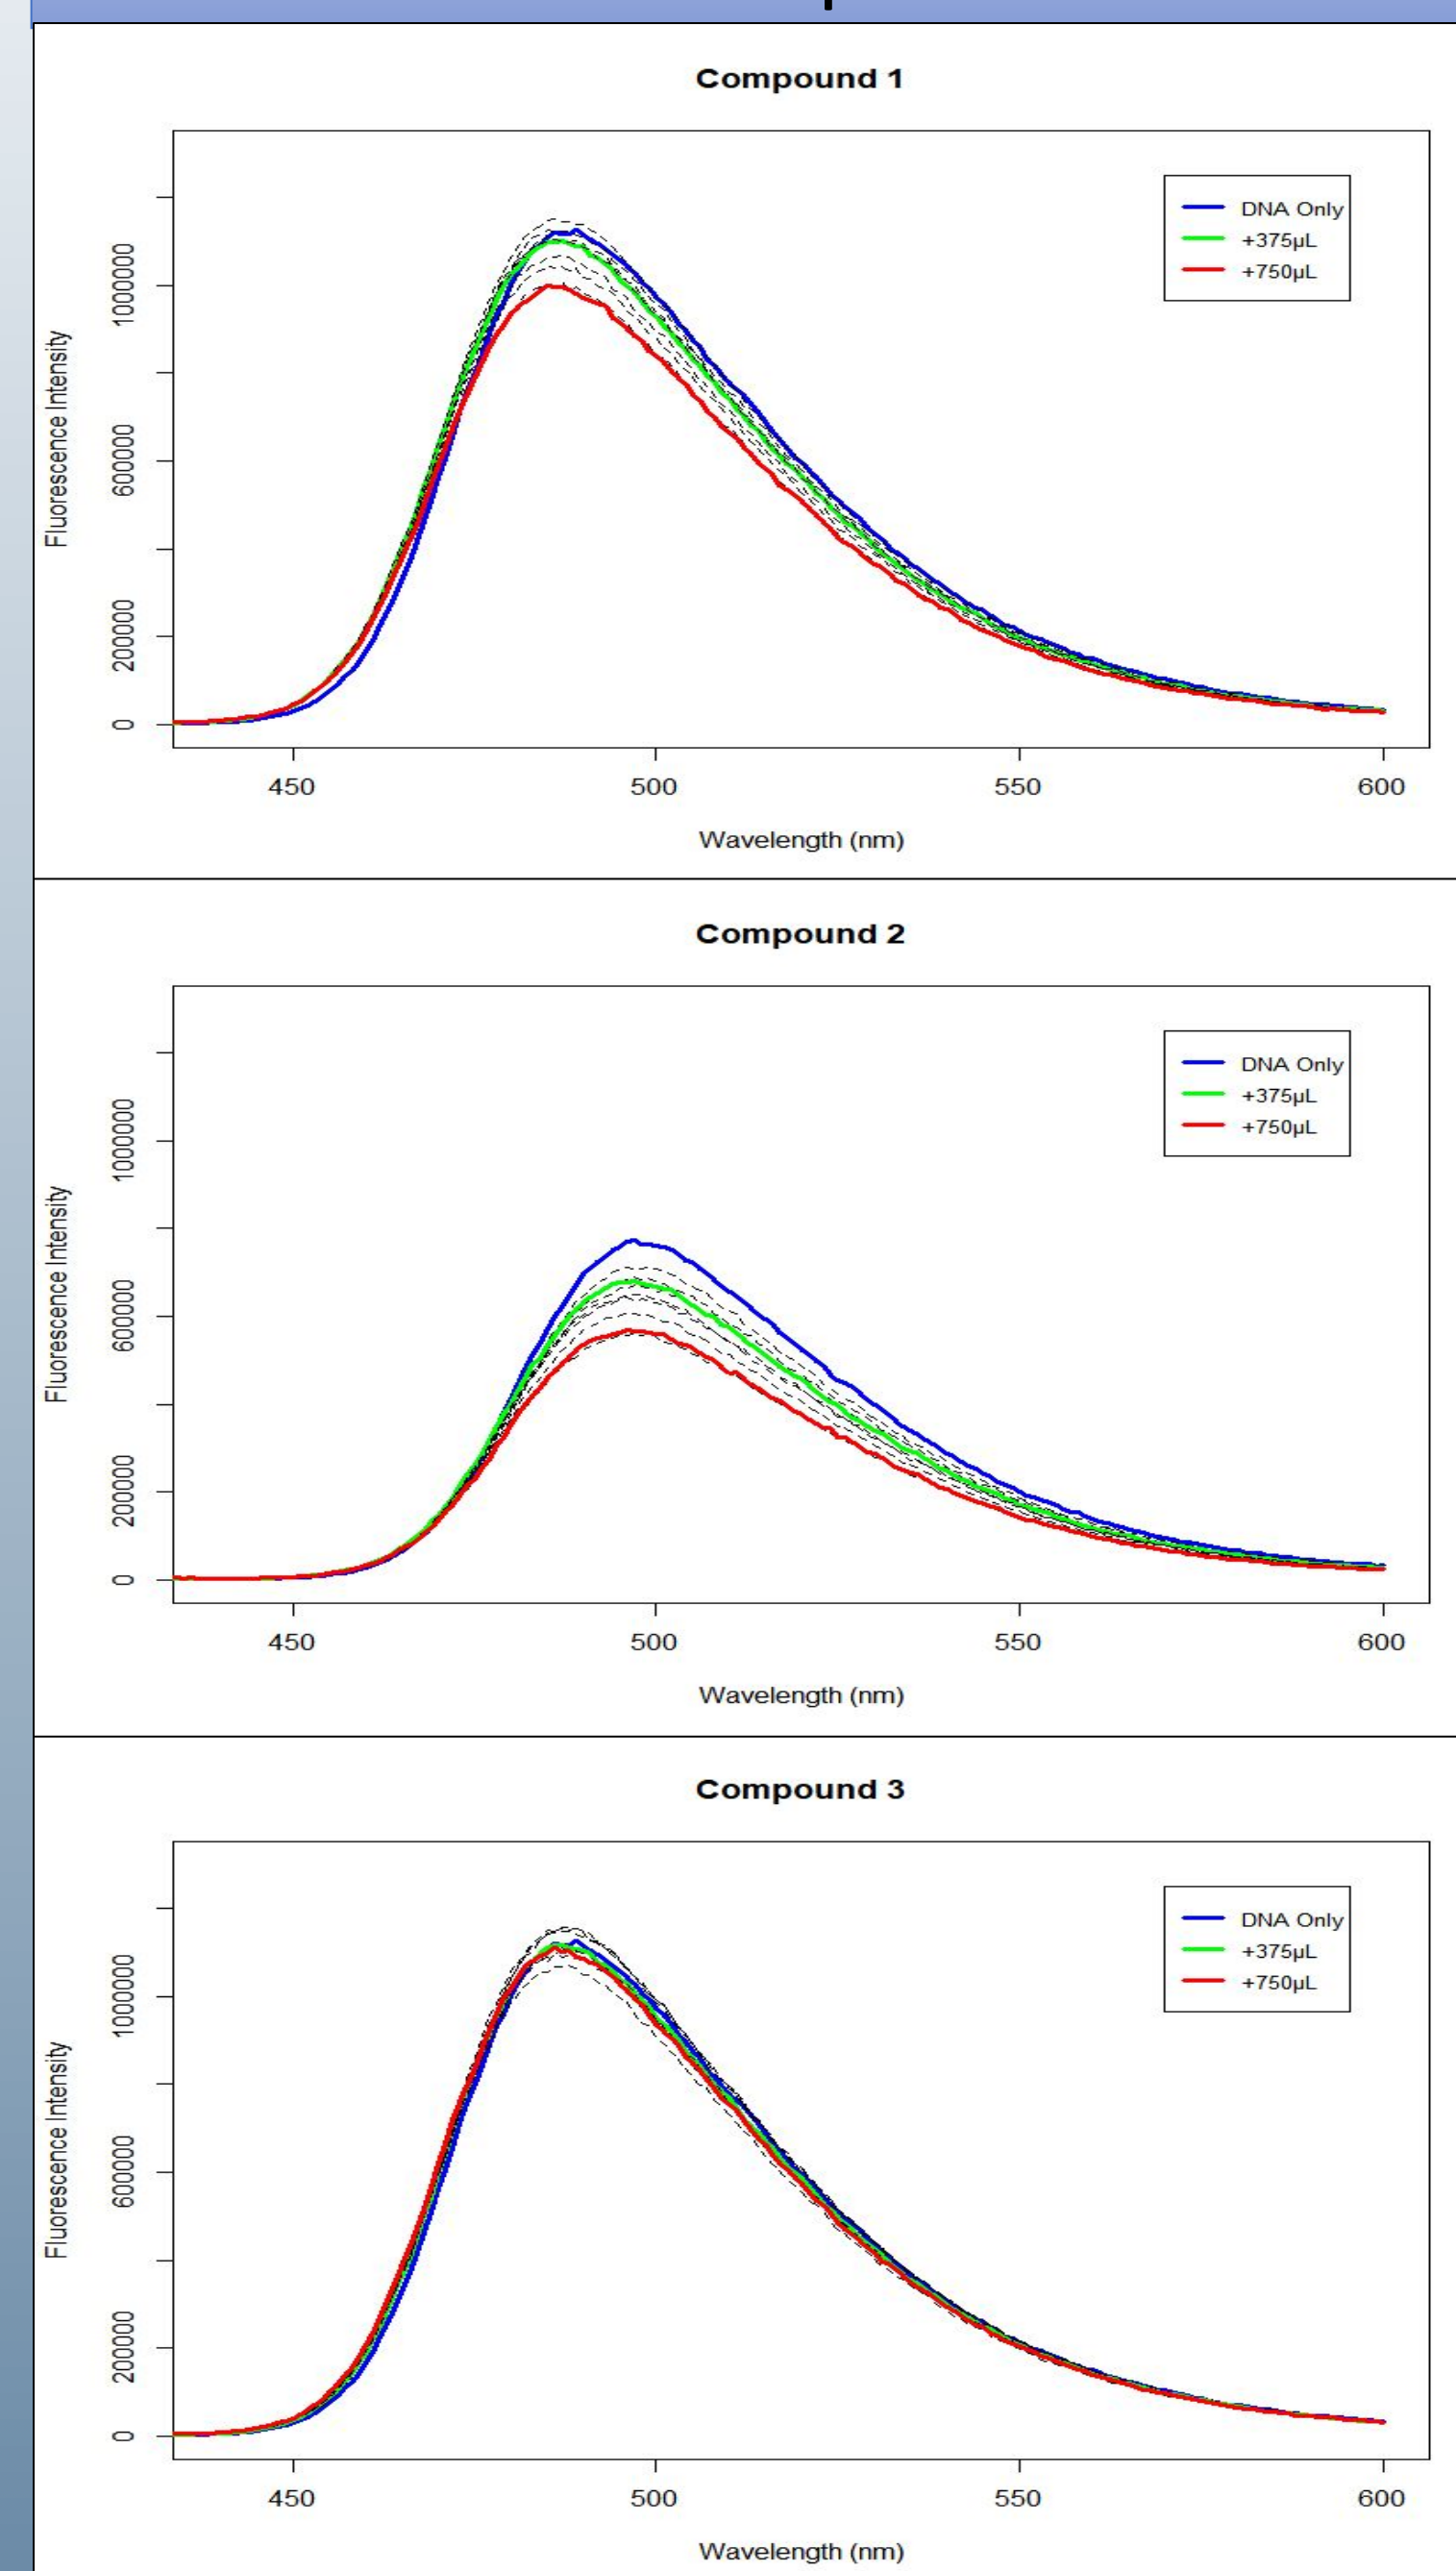 Compound 1
Fluorescence Intensity
1000000
600000
200000
0
DNA Only
+375µL
+750µL
450 500 550 600
Wavelength (nm)
Compound 2
Fluorescence Intensity
1000000
600000
200000
0
DNA Only
+375µL
+750µL
450 500 550 600
Wavelength (nm)
Compound 3
Fluorescence Intensity
1000000
600000
200000
0
DNA Only
+375µL
+750µL
450 500 550 600
Wavelength (nm)